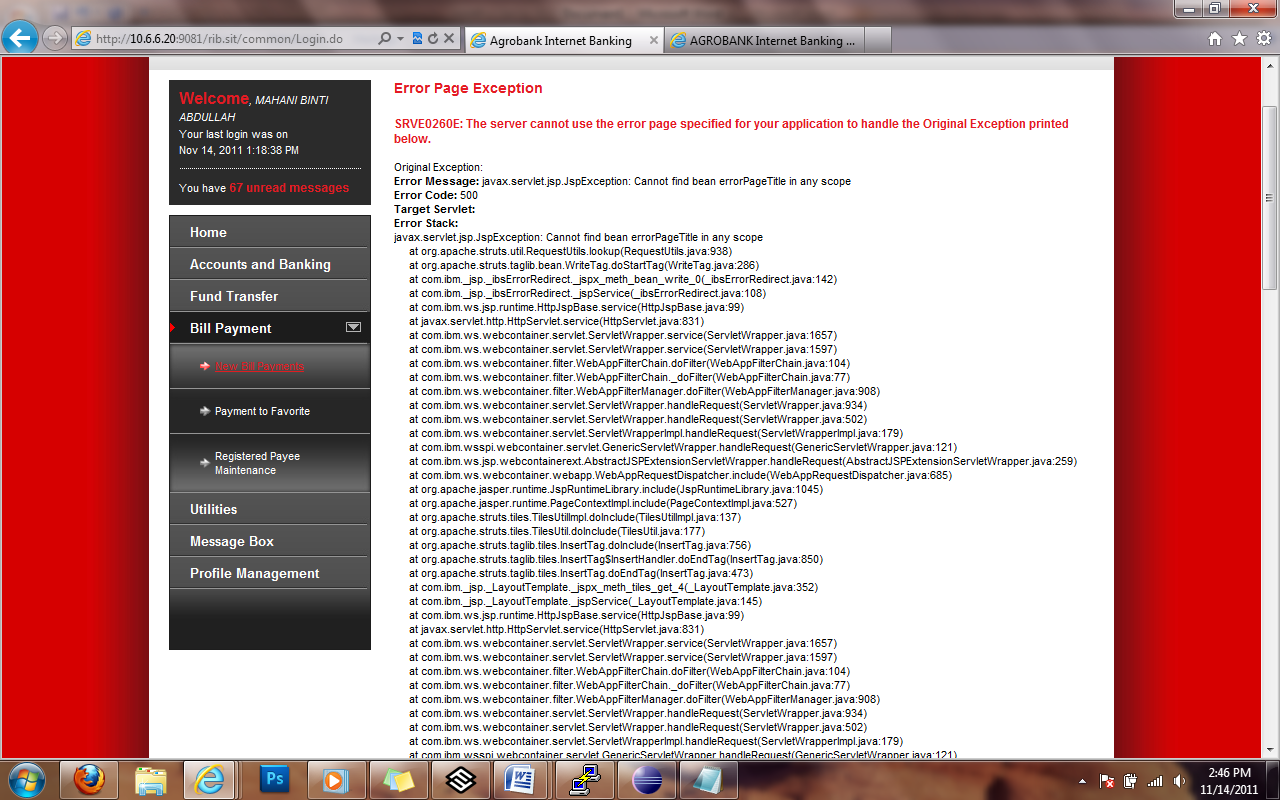 http://10.6.6.20:9081/rib.sit/common/Login.do
Agrobank Internet Banking
AGROBANK Internet Banking ...
Welcome, MAHANI BINTI
ABDULLAH
Your last login was on
Nov 14, 2011 1:18:38 PM
You have 67 unread messages
Home
Accounts and Banking
Fund Transfer
Bill Payment
New Bill Payments
Payment to Favorite
Registered Payee
Maintenance
Utilities
Message Box
Profile Management
Error Page Exception
SRVE0260E: The server cannot use the error page specified for your application to handle the Original Exception printed
below.
Original Exception:
Error Message: javax.servlet.jsp.JspException: Cannot find bean errorPageTitle in any scope
Error Code: 500
Target Servlet:
Error Stack:
javax.servlet.jsp.JspException: Cannot find bean errorPageTitle in any scope
at org.apache.struts.util.RequestUtils.lookup(RequestUtils.java:938)
at org.apache.struts.taglib.bean.WriteTag.doStartTag(WriteTag.java:286)
at com.ibm._jsp._ibsErrorRedirect._jspx_meth_bean_write_0(_ibsErrorRedirect.java:142)
at com.ibm._jsp._ibsErrorRedirect._jspService(_ibsErrorRedirect.java:108)
at com.ibm.ws.jsp.runtime.HttpJspBase.service(HttpJspBase.java:99)
at javax.servlet.http.HttpServlet.service(HttpServlet.java:831)
at com.ibm.ws.webcontainer.servlet.ServletWrapper.service(ServletWrapper.java:1657)
at com.ibm.ws.webcontainer.servlet.ServletWrapper.service(ServletWrapper.java:1597)
at com.ibm.ws.webcontainer.filter.WebAppFilterChain.doFilter(WebAppFilterChain.java:104)
at com.ibm.ws.webcontainer.filter.WebAppFilterChain._doFilter(WebAppFilterChain.java:77)
at com.ibm.ws.webcontainer.filter.WebAppFilterManager.doFilter(WebAppFilterManager.java:908)
at com.ibm.ws.webcontainer.servlet.ServletWrapper.handleRequest(ServletWrapper.java:934)
at com.ibm.ws.webcontainer.servlet.ServletWrapper.handleRequest(ServletWrapper.java:502)
at com.ibm.ws.webcontainer.servlet.ServletWrapperImpl.handleRequest(ServletWrapperImpl.java:179)
at com.ibm.wsspi.webcontainer.servlet.GenericServletWrapper.handleRequest(GenericServletWrapper.java:121)
at com.ibm.ws.jsp.webcontainerext.AbstractJSPExtensionServletWrapper.handleRequest(AbstractJSPExtensionServletWrapper.java:259)
at com.ibm.ws.webcontainer.webapp.WebAppRequestDispatcher.include(WebAppRequestDispatcher.java:685)
at org.apache.jasper.runtime.JspRuntimeLibrary.include(JspRuntimeLibrary.java:1045)
at org.apache.jasper.runtime.PageContextImpl.include(PageContextImpl.java:527)
at org.apache.struts.tiles.TilesUtilImpl.doInclude(TilesUtilImpl.java:137)
at org.apache.struts.tiles.TilesUtil.doInclude(TilesUtil.java:177)
at org.apache.struts.taglib.tiles.InsertTag.doInclude(InsertTag.java:756)
at org.apache.struts.taglib.tiles.InsertTag$InsertHandler.doEndTag(InsertTag.java:850)
at org.apache.struts.taglib.tiles.InsertTag.doEndTag(InsertTag.java:473)
at com.ibm._jsp._LayoutTemplate._jspx_meth_tiles_get_4(_LayoutTemplate.java:352)
at com.ibm._jsp._LayoutTemplate._jspService(_LayoutTemplate.java:145)
at com.ibm.ws.jsp.runtime.HttpJspBase.service(HttpJspBase.java:99)
at javax.servlet.http.HttpServlet.service(HttpServlet.java:831)
at com.ibm.ws.webcontainer.servlet.ServletWrapper.service(ServletWrapper.java:1657)
at com.ibm.ws.webcontainer.servlet.ServletWrapper.service(ServletWrapper.java:1597)
at com.ibm.ws.webcontainer.filter.WebAppFilterChain.doFilter(WebAppFilterChain.java:104)
at com.ibm.ws.webcontainer.filter.WebAppFilterChain._doFilter(WebAppFilterChain.java:77)
at com.ibm.ws.webcontainer.filter.WebAppFilterManager.doFilter(WebAppFilterManager.java:908)
at com.ibm.ws.webcontainer.servlet.ServletWrapper.handleRequest(ServletWrapper.java:934)
at com.ibm.ws.webcontainer.servlet.ServletWrapper.handleRequest(ServletWrapper.java:502)
at com.ibm.ws.webcontainer.servlet.ServletWrapperImpl.handleRequest(ServletWrapperImpl.java:179)
at com.ibm.wsspi.webcontainer.servlet.GenericServletWrapper.handleRequest(GenericServletWrapper.java:121)
Ps
2:46 PM
11/14/2011